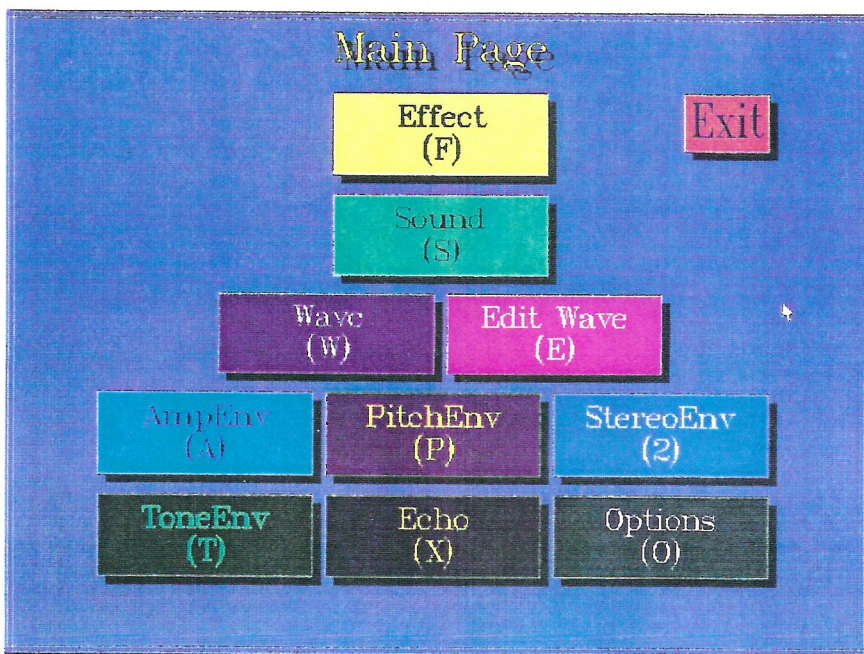 Main Page
Effect
(F)
Exit
Sound
(S)
Wave
(W)
Edit Wave
(E)
AmpEnv
(A)
PitchEnv
(P)
StereoEnv
(2)
ToneEnv
(T)
Echo
(X)
Options
(O)